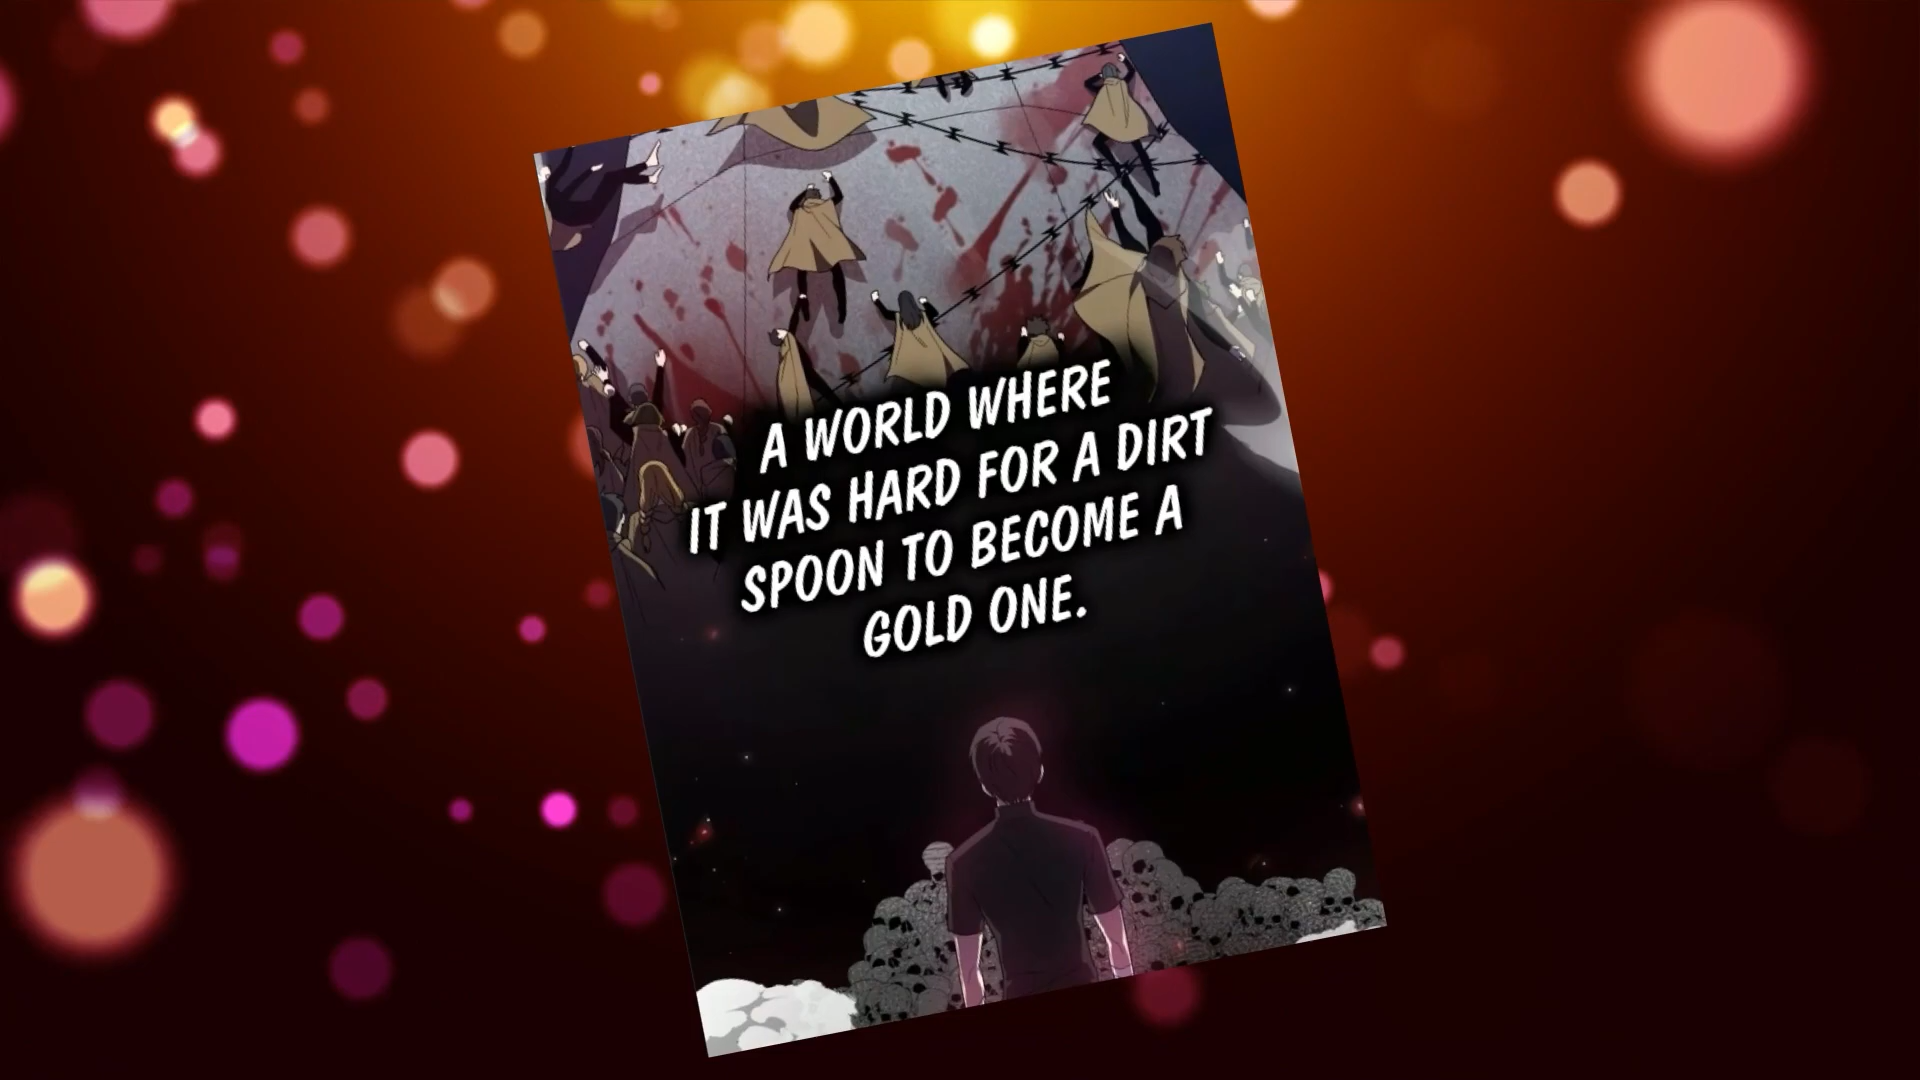 A WORLD WHERE
IT WAS HARD FOR A DIRT
SPOON TO BECOME A
GOLD ONE.